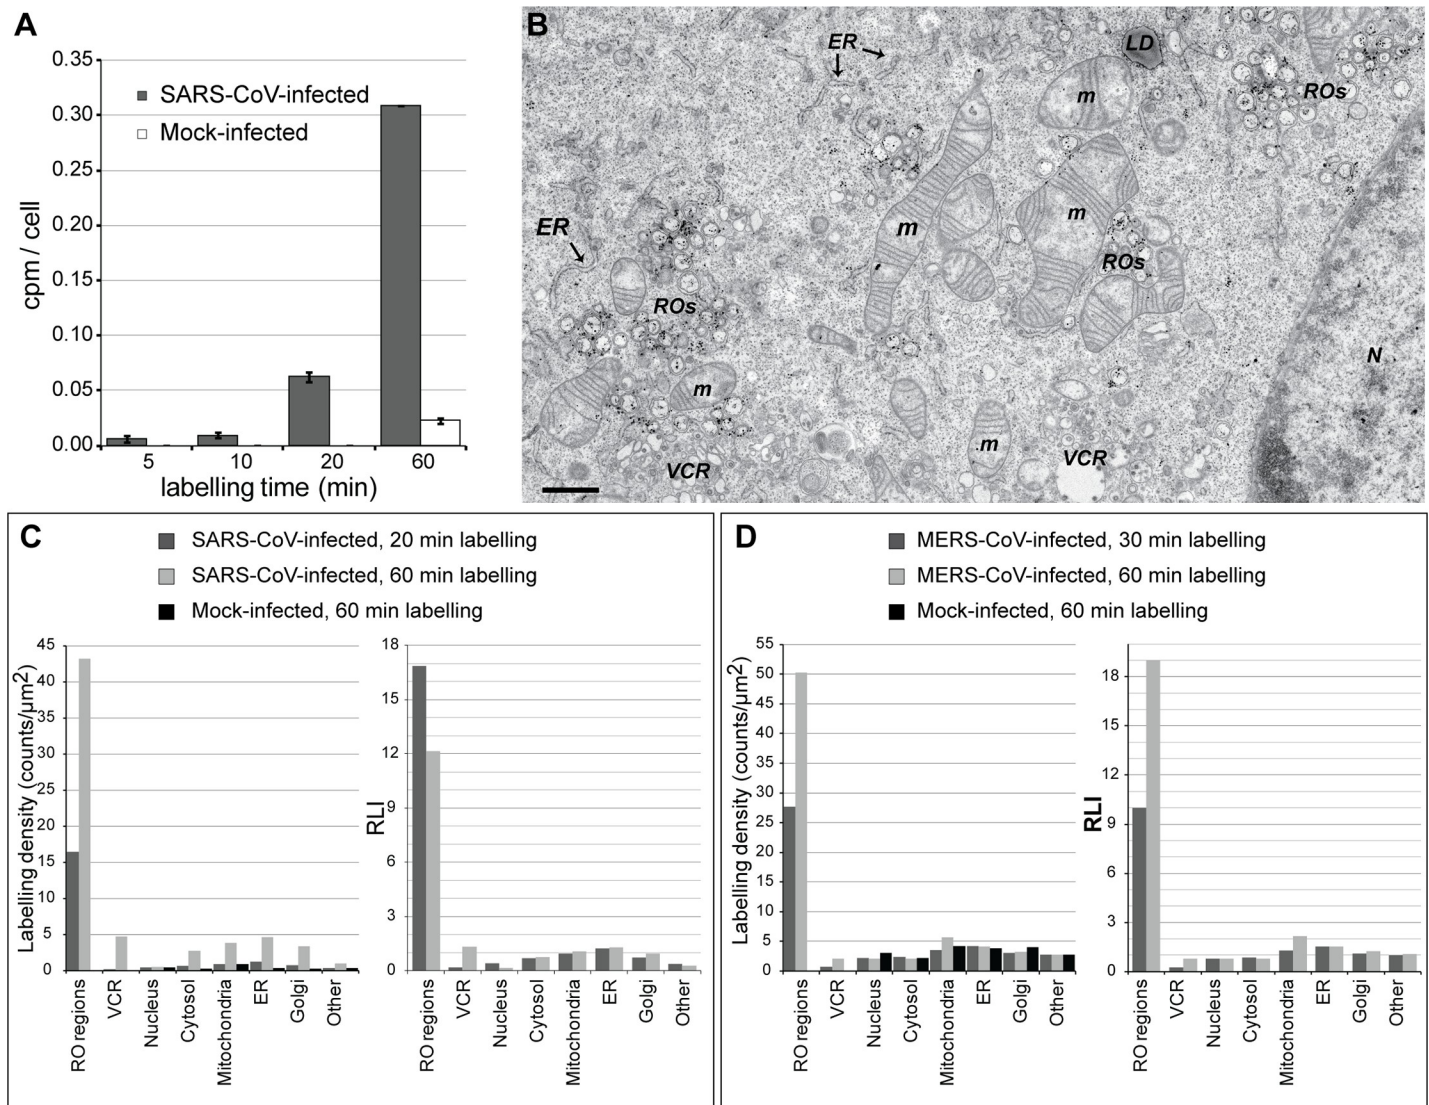 A
0.35
0.30
0.25
0.20
0.15
0.10
0.05
0.00
cpm / cell
SARS-CoV-infected
Mock-infected
5 10 20 60
labelling time (min)
B
ER
LD
m
ROs
ER
m
m
ROs
ROs
N
m
m
VCR
VCR
C
SARS-CoV-infected, 20 min labelling
SARS-CoV-infected, 60 min labelling
Mock-infected, 60 min labelling
Labelling density (counts/µm2)
45
40
35
30
25
20
15
10
5
0
RO regions
VCR
Nucleus
Cytosol
Mitochondria
ER
Golgi
Other
RLI
18
15
12
9
6
3
0
RO regions
VCR
Nucleus
Cytosol
Mitochondria
ER
Golgi
Other
D
MERS-CoV-infected, 30 min labelling
MERS-CoV-infected, 60 min labelling
Mock-infected, 60 min labelling
Labelling density (counts/µm2)
55
50
45
40
35
30
25
20
15
10
5
0
RO regions
VCR
Nucleus
Cytosol
Mitochondria
ER
Golgi
Other
RLI
18
15
12
9
6
3
0
RO regions
VCR
Nucleus
Cytosol
Mitochondria
ER
Golgi
Other